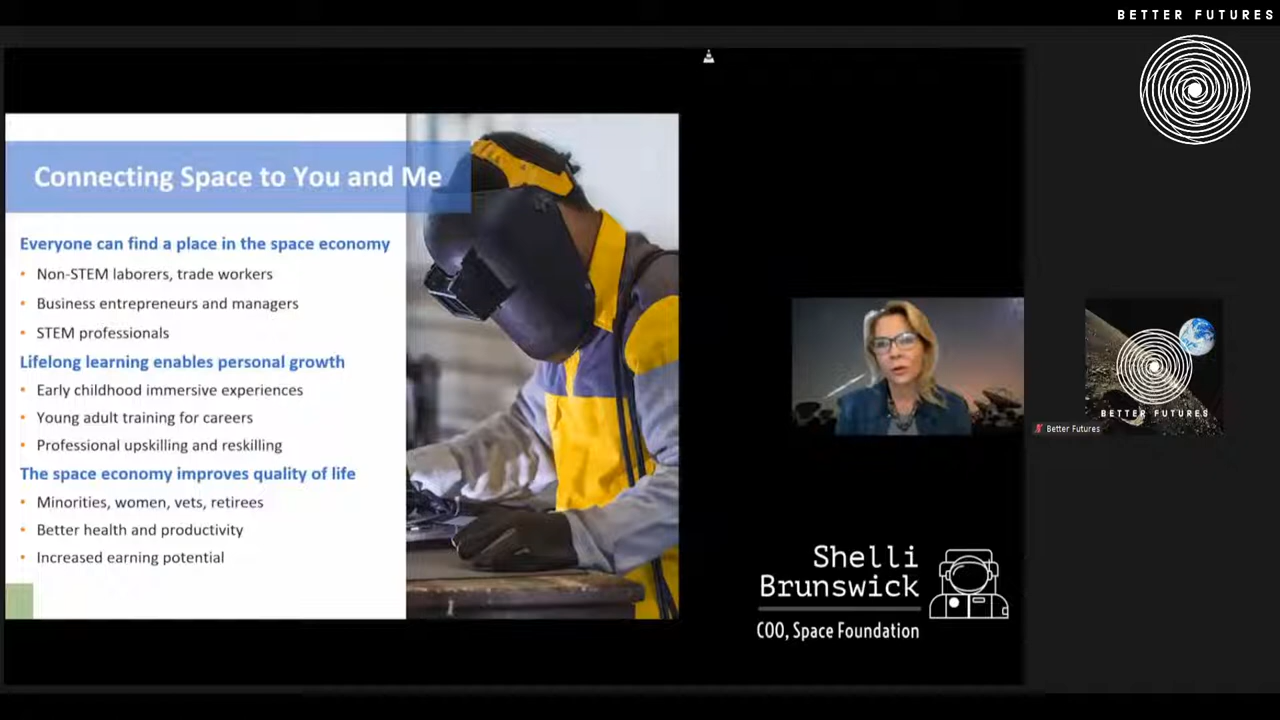 BETTER FUTURES
Connecting Space to You and Me
Everyone can find a place in the space economy
• Non-STEM laborers, trade workers
• Business entrepreneurs and managers
• STEM professionals
Lifelong learning enables personal growth
• Early childhood immersive experiences
• Young adult training for careers
• Professional upskilling and reskilling
The space economy improves quality of life
• Minorities, women, vets, retirees
• Better health and productivity
• Increased earning potential
BETTER FUTURES
Better Futures
Shelli
Brunswick
COO, Space Foundation